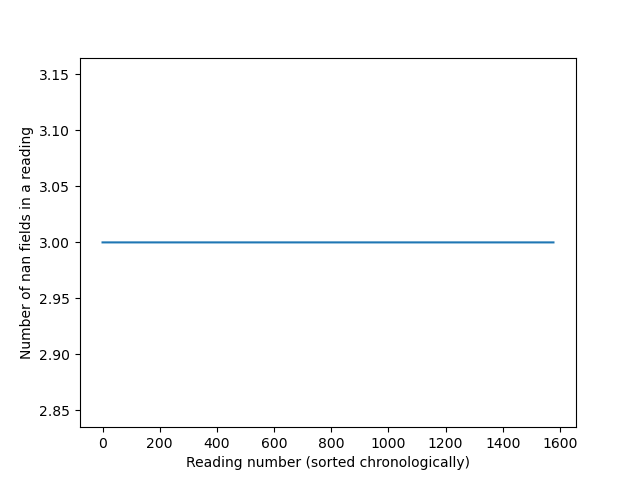 Number of nan fields in a reading
3.15
3.10
3.05
3.00
2.95
2.90
2.85
0 200 400 600 800 1000 1200 1400 1600
Reading number (sorted chronologically)